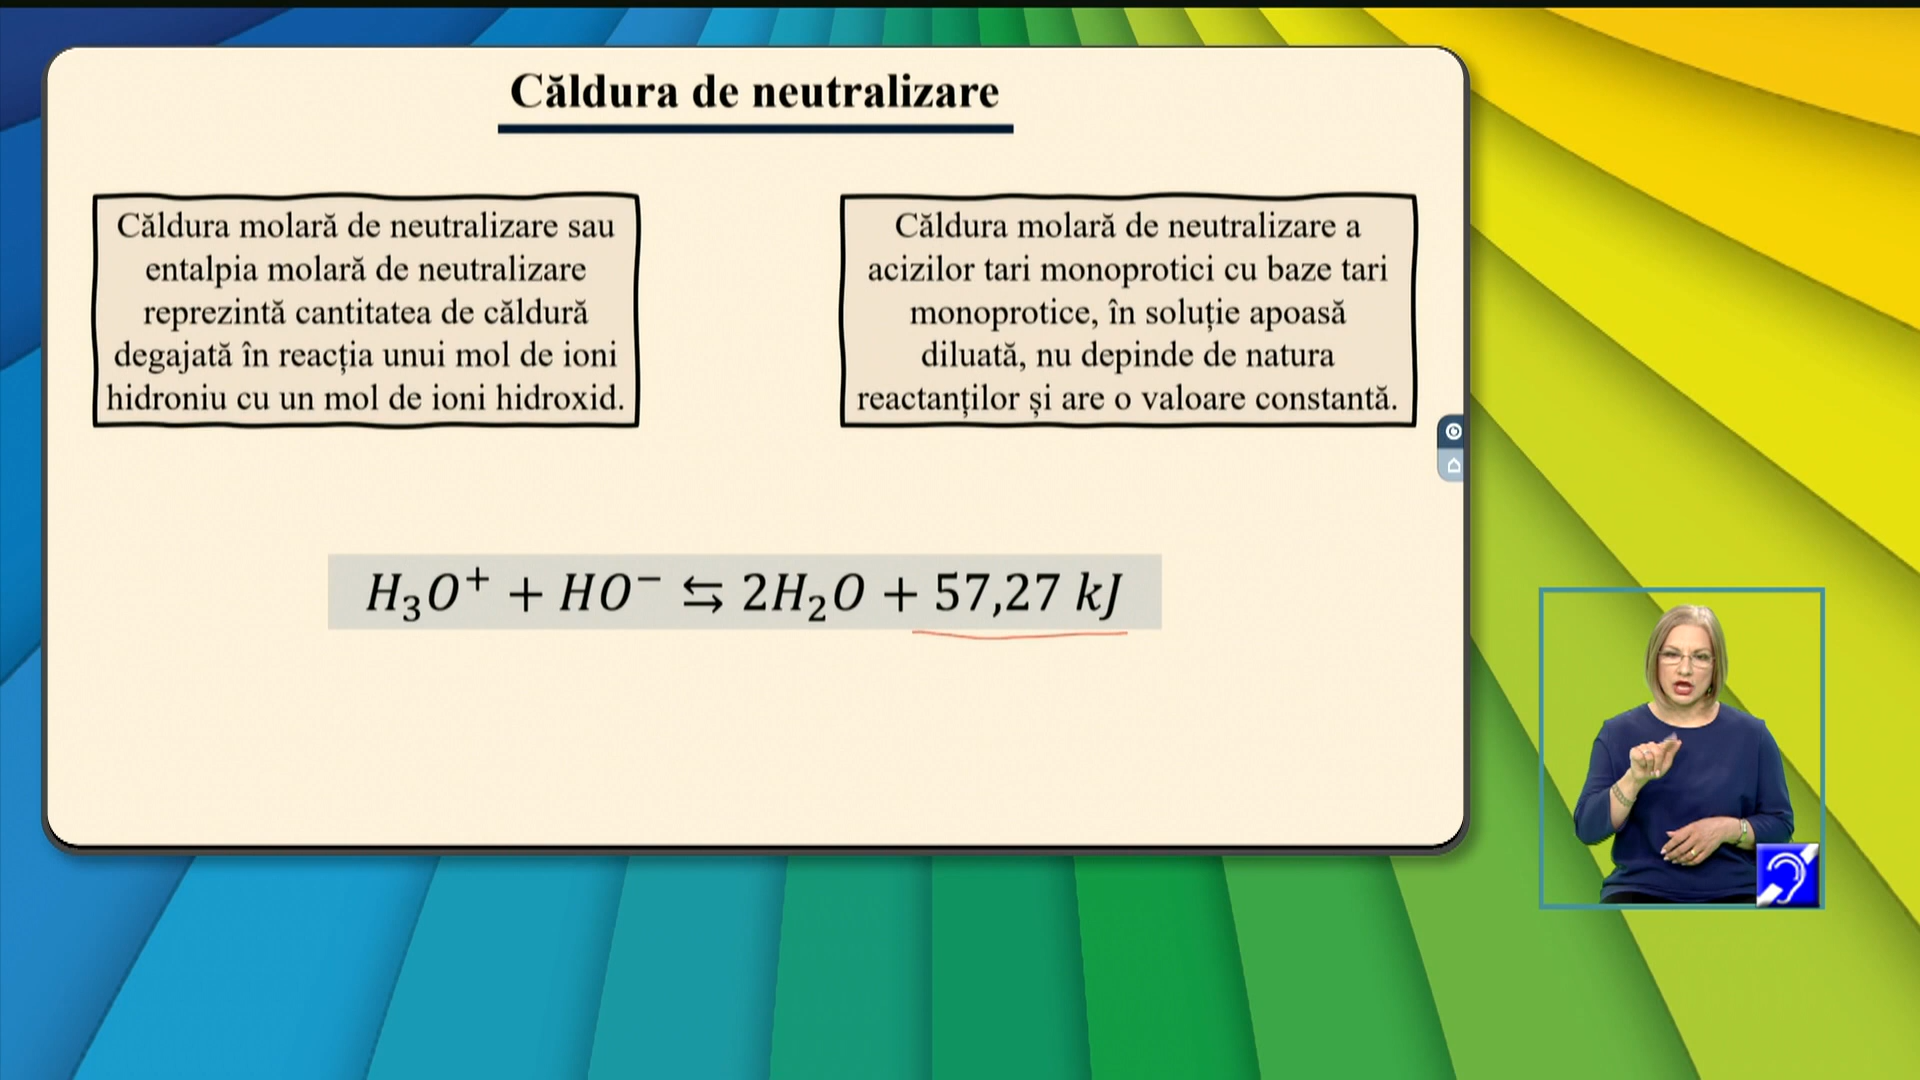 Căldura de neutralizare
Căldura molară de neutralizare sau
entalpia molară de neutralizare
reprezintă cantitatea de căldură
degajată în reacția unui mol de ioni
hidroniu cu un mol de ioni hidroxid.
Căldura molară de neutralizare a
acizilor tari monoprotici cu baze tari
monoprotice, în soluție apoasă
diluată, nu depinde de natura
reactanților și are o valoare constantă.
H₃O⁺ + HO⁻ ⇆ 2H₂O + 57,27 kJ